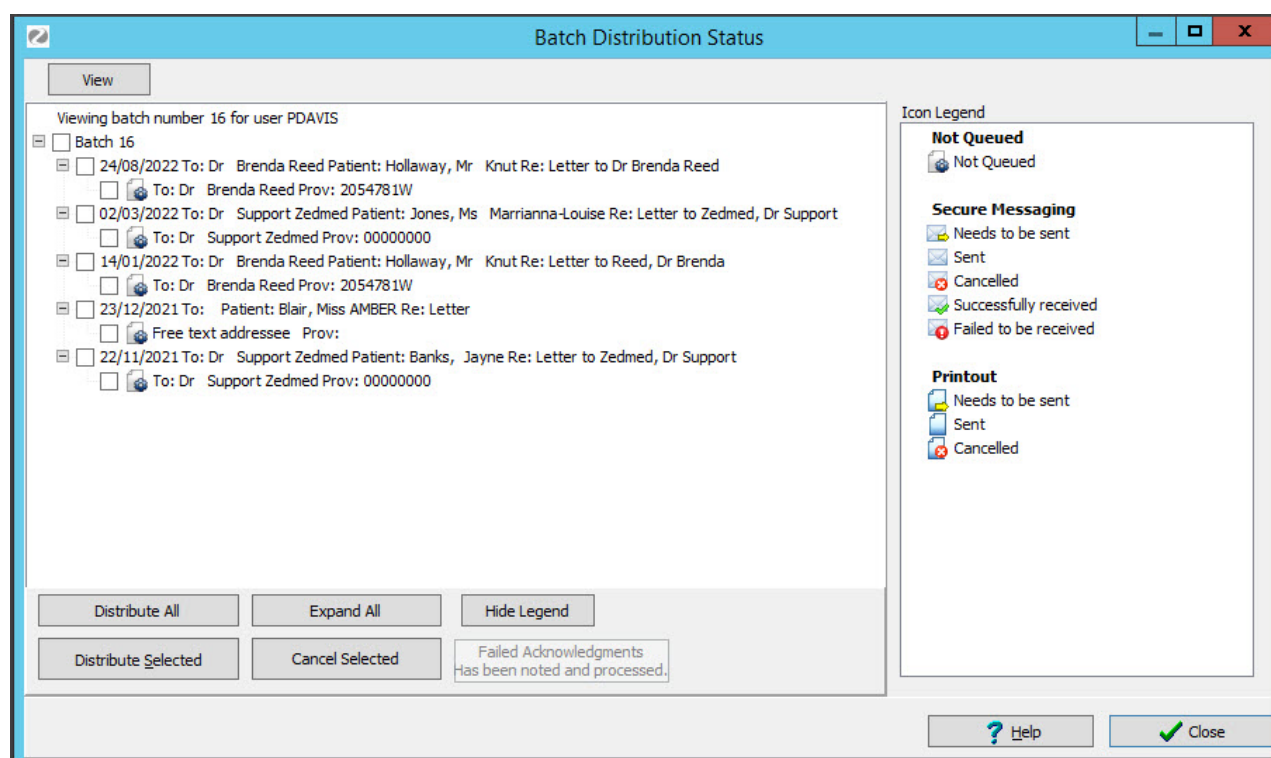 Batch Distribution Status
View
Viewing batch number 16 for user PDAVIS
Batch 16
24/08/2022 To: Dr Brenda Reed Patient: Hollaway, Mr Knut Re: Letter to Dr Brenda Reed
To: Dr Brenda Reed Prov: 2054781W
02/03/2022 To: Dr Support Zedmed Patient: Jones, Ms Marrianna-Louise Re: Letter to Zedmed, Dr Support
To: Dr Support Zedmed Prov: 00000000
14/01/2022 To: Dr Brenda Reed Patient: Hollaway, Mr Knut Re: Letter to Reed, Dr Brenda
To: Dr Brenda Reed Prov: 2054781W
23/12/2021 To: Patient: Blair, Miss AMBER Re: Letter
Free text addressee Prov:
22/11/2021 To: Dr Support Zedmed Patient: Banks, Jayne Re: Letter to Zedmed, Dr Support
To: Dr Support Zedmed Prov: 00000000
Distribute All
Expand All
Hide Legend
Distribute Selected
Cancel Selected
Failed Acknowledgments
Has been noted and processed.
Icon Legend
Not Queued
Not Queued
Secure Messaging
Needs to be sent
Sent
Cancelled
Successfully received
Failed to be received
Printout
Needs to be sent
Sent
Cancelled
Help
Close